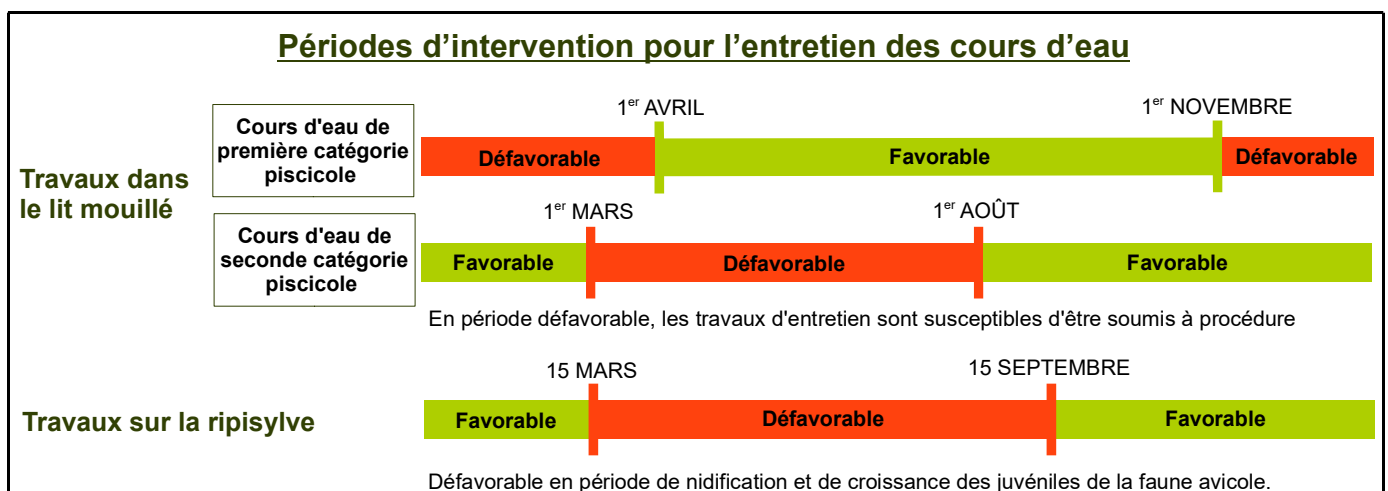 Périodes d'intervention pour l'entretien des cours d'eau
Travaux dans
le lit mouillé
Cours d'eau de
première catégorie
piscicole
1er AVRIL
1er NOVEMBRE
Défavorable
Favorable
Défavorable
Cours d'eau de
seconde catégorie
piscicole
1er MARS
1er AOÛT
Favorable
Défavorable
Favorable
En période défavorable, les travaux d'entretien sont susceptibles d'être soumis à procédure
Travaux sur la ripisylve
15 MARS
15 SEPTEMBRE
Favorable
Défavorable
Favorable
Défavorable en période de nidification et de croissance des juvéniles de la faune avicole.